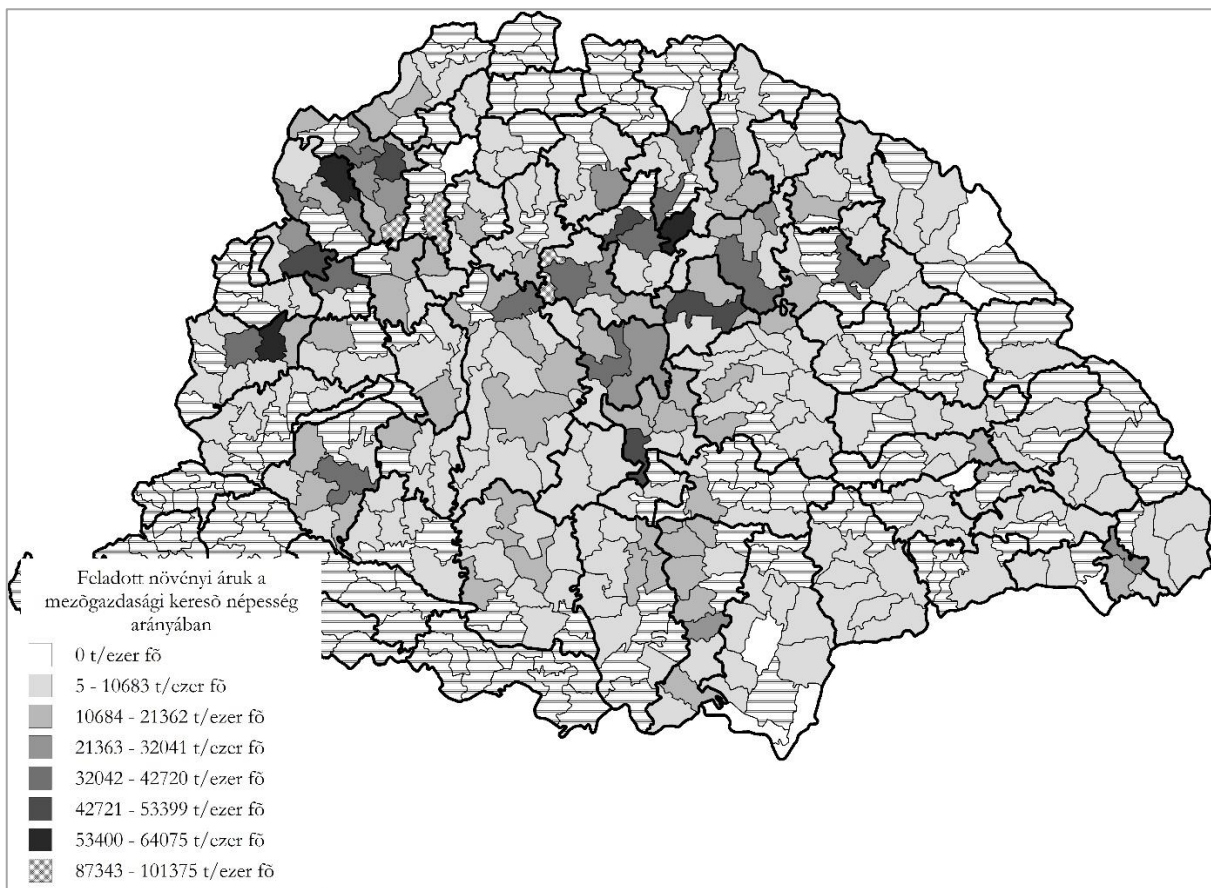 Feladott növényi áruk a
mezõgazdasági keresõ népesség
arányában
0 t/ezer fõ
5 - 10683 t/ezer fõ
10684 - 21362 t/ezer fõ
21363 - 32041 t/ezer fõ
32042 - 42720 t/ezer fõ
42721 - 53399 t/ezer fõ
53400 - 64075 t/ezer fõ
87343 - 101375 t/ezer fõ